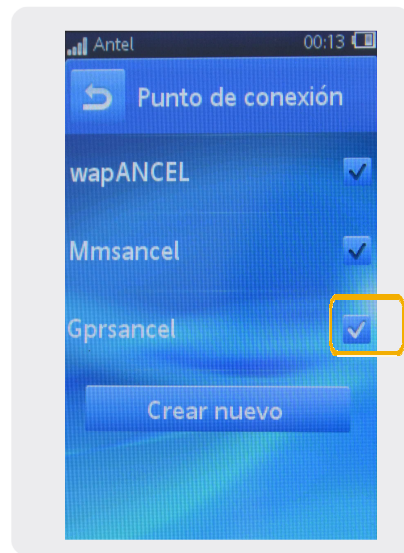 Antel 00:13
Punto de conexión
wapANCEL
Mmsancel
Gprsancel
Crear nuevo